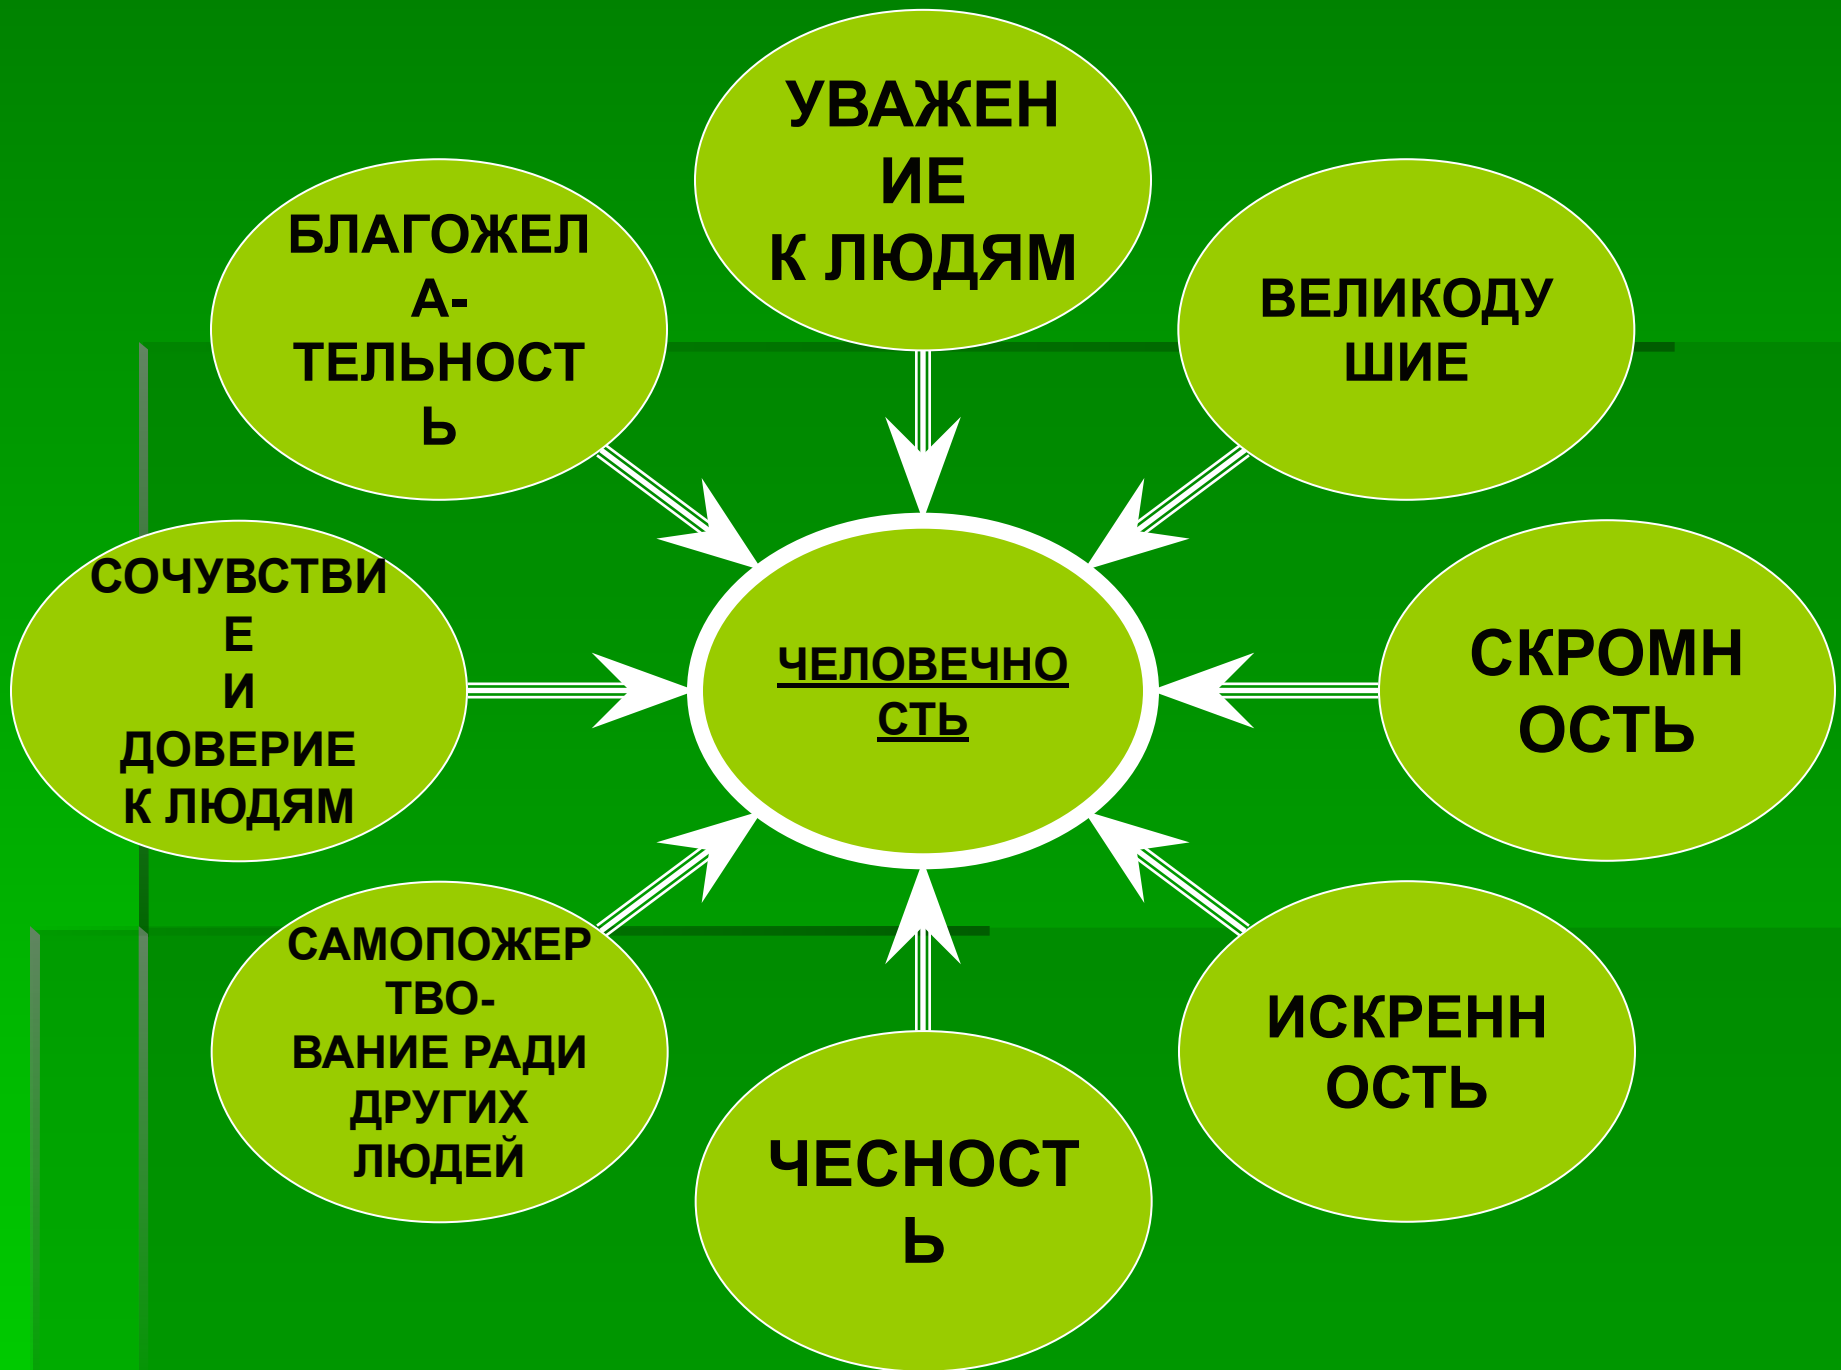 УВАЖЕН
ИЕ
К ЛЮДЯМ
БЛАГОЖЕЛ
А-
ТЕЛЬНОСТ
Ь
ВЕЛИКОДУ
ШИЕ
СОЧУВСТВИ
Е
И
ДОВЕРИЕ
К ЛЮДЯМ
ЧЕЛОВЕЧНО
СТЬ
СКРОМН
ОСТЬ
САМОПОЖЕР
ТВО-
ВАНИЕ РАДИ
ДРУГИХ
ЛЮДЕЙ
ИСКРЕНН
ОСТЬ
ЧЕСНОСТ
Ь